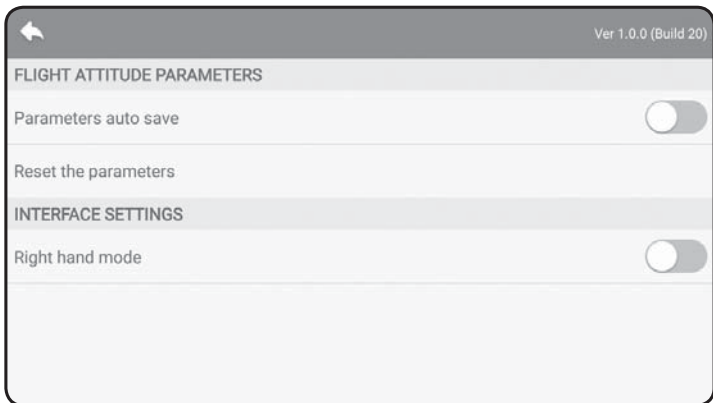 Ver 1.0.0 (Build 20)
FLIGHT ATTITUDE PARAMETERS
Parameters auto save
Reset the parameters
INTERFACE SETTINGS
Right hand mode